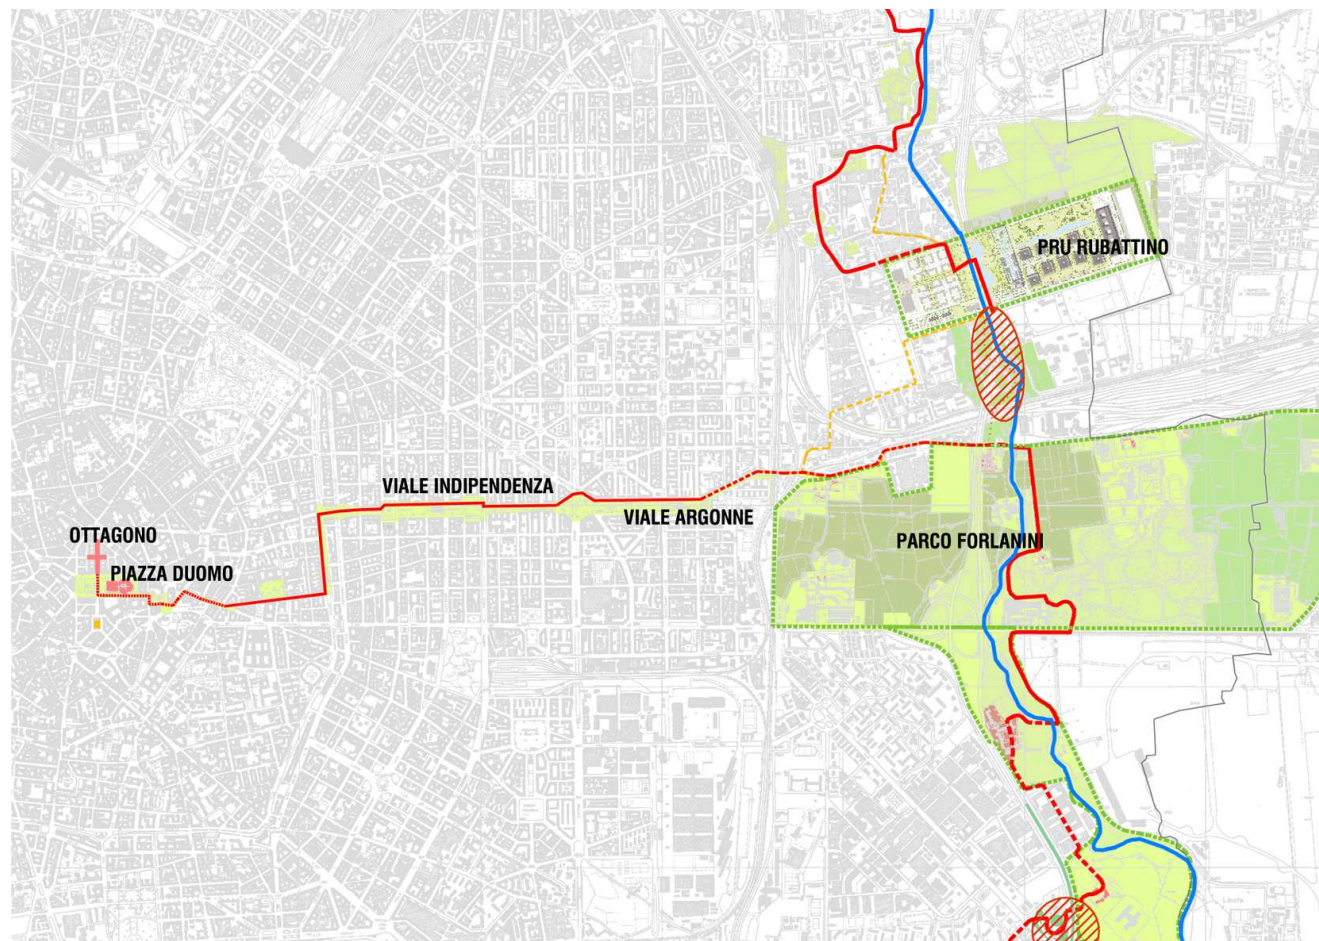 PRU RUBATTINO
VIALE INDIPENDENZA
VIALE ARGONNE
OTTAGONO
PARCO FORLANINI
PIAZZA DUOMO